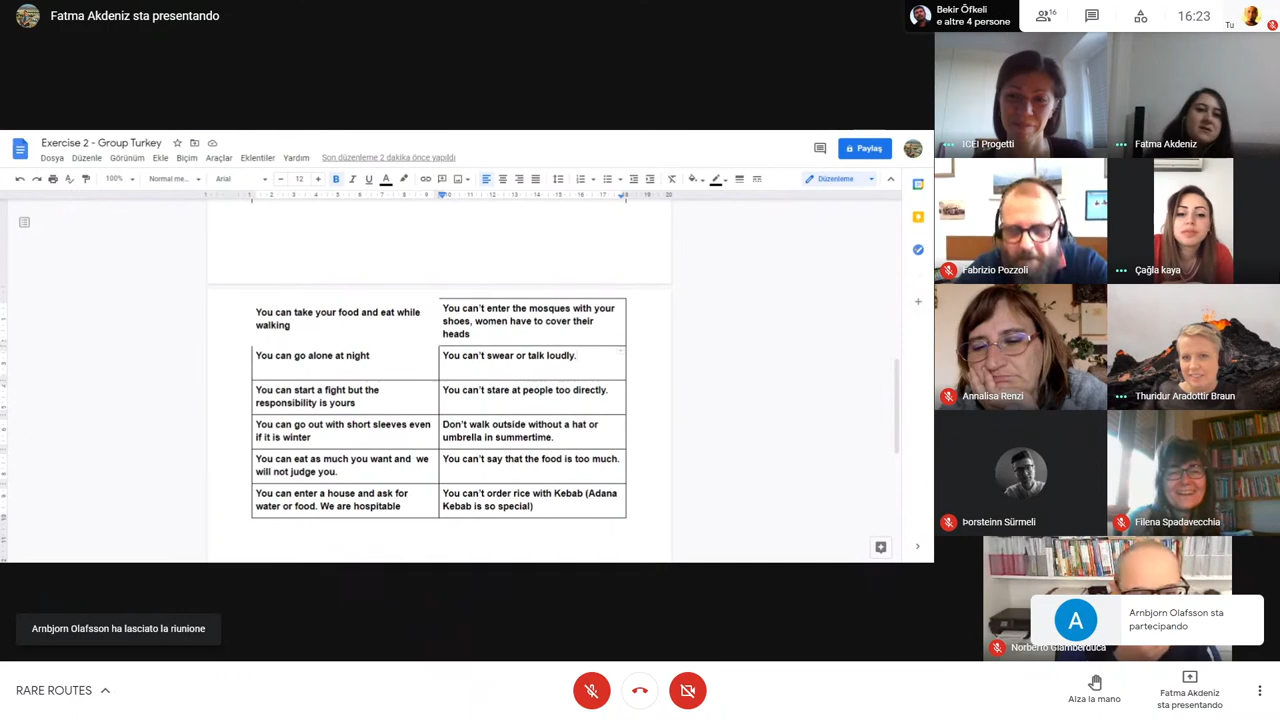 Fatma Akdeniz sta presentando
Bekir Öfkeli
e altre 4 persone
16
16:23
Tu
Exercise 2 - Group Turkey
Dosya Düzenle Görünüm Ekle Biçim Araçlar Eklentiler Yardım Son düzenleme 2 dakika önce yapıldı
Paylaş
100% Normal me... Arial 12 B I U A Düzenleme
You can take your food and eat while
walking
You can't enter the mosques with your
shoes, women have to cover their
heads
You can go alone at night
You can't swear or talk loudly.
You can start a fight but the
responsibility is yours
You can't stare at people too directly.
You can go out with short sleeves even
if it is winter
Don't walk outside without a hat or
umbrella in summertime.
You can eat as much you want and we
will not judge you.
You can't say that the food is too much.
You can enter a house and ask for
water or food. We are hospitable
You can't order rice with Kebab (Adana
Kebab is so special)
ICEI Progetti
Fatma Akdeniz
Fabrizio Pozzoli
Çağla kaya
Annalisa Renzi
Thuridur Aradottir Braun
Þorsteinn Sürmeli
Filena Spadavecchia
Norberto Giamberduca
A
Arnbjorn Olafsson sta
partecipando
Arnbjorn Olafsson ha lasciato la riunione
RARE ROUTES
Alza la mano
Fatma Akdeniz
sta presentando